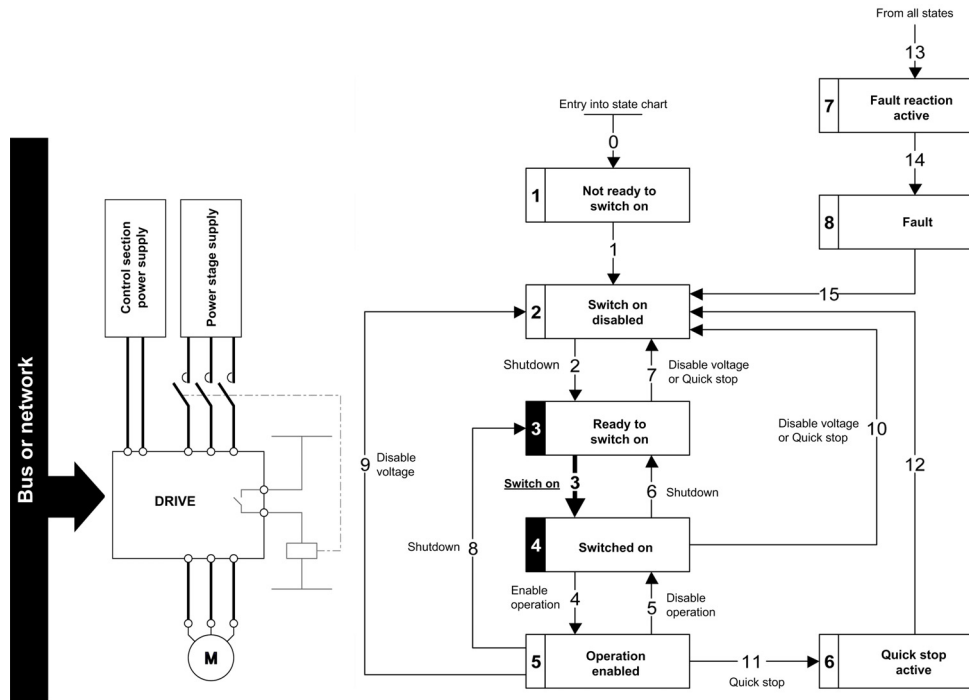 Bus or network
Control section
power supply
Power stage supply
DRIVE
M
From all states
13
7
Fault reaction
active
14
8
Fault
15
Entry into state chart
0
1
Not ready to
switch on
1
2
Switch on
disabled
Shutdown
2
7
Disable voltage
or Quick stop
3
Ready to
switch on
Switch on
3
6
Shutdown
4
Switched on
Enable
operation
4
5
Disable
operation
5
Operation
enabled
9
Disable
voltage
Shutdown
8
Disable voltage
or Quick stop
10
12
11
Quick stop
6
Quick stop
active